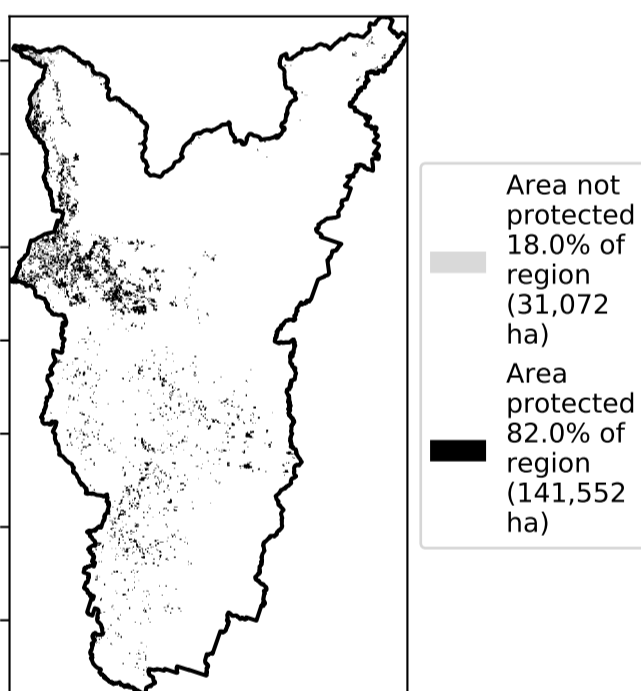 Area not
protected
18.0% of
region
(31,072
ha)
Area
protected
82.0% of
region
(141,552
ha)